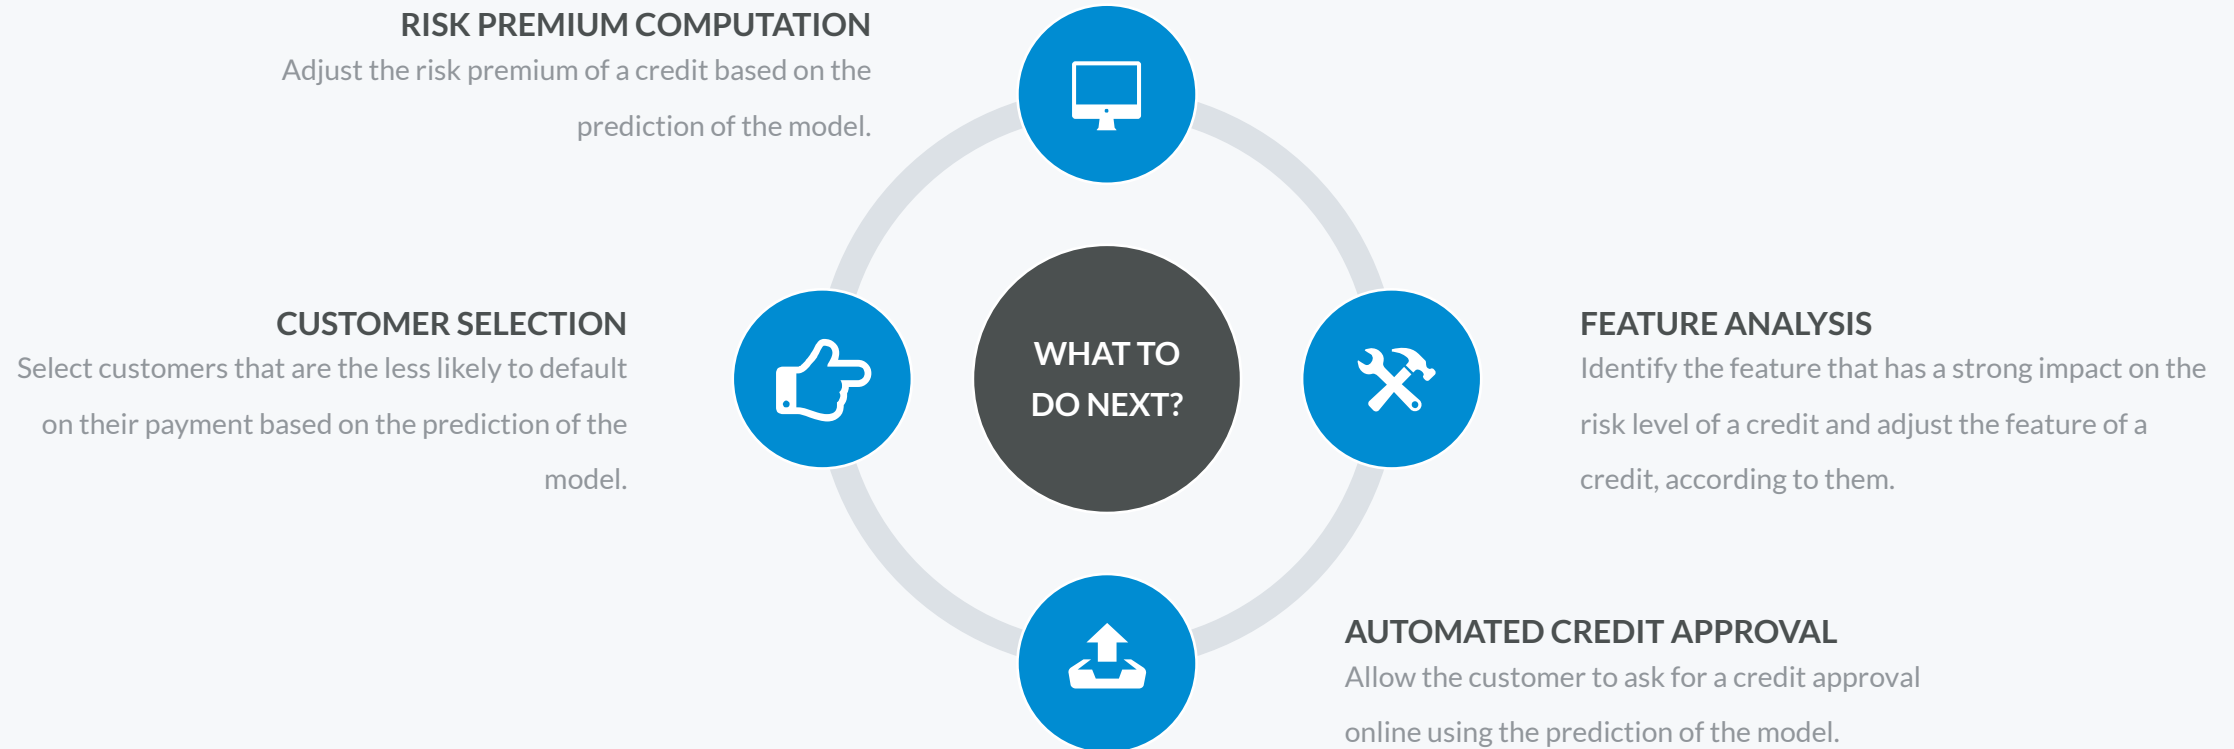 RISK PREMIUM COMPUTATION
Adjust the risk premium of a credit based on the
prediction of the model.
CUSTOMER SELECTION
Select customers that are the less likely to default
on their payment based on the prediction of the
model.
WHAT TO
DO NEXT?
FEATURE ANALYSIS
Identify the feature that has a strong impact on the
risk level of a credit and adjust the feature of a
credit, according to them.
AUTOMATED CREDIT APPROVAL
Allow the customer to ask for a credit approval
online using the prediction of the model.